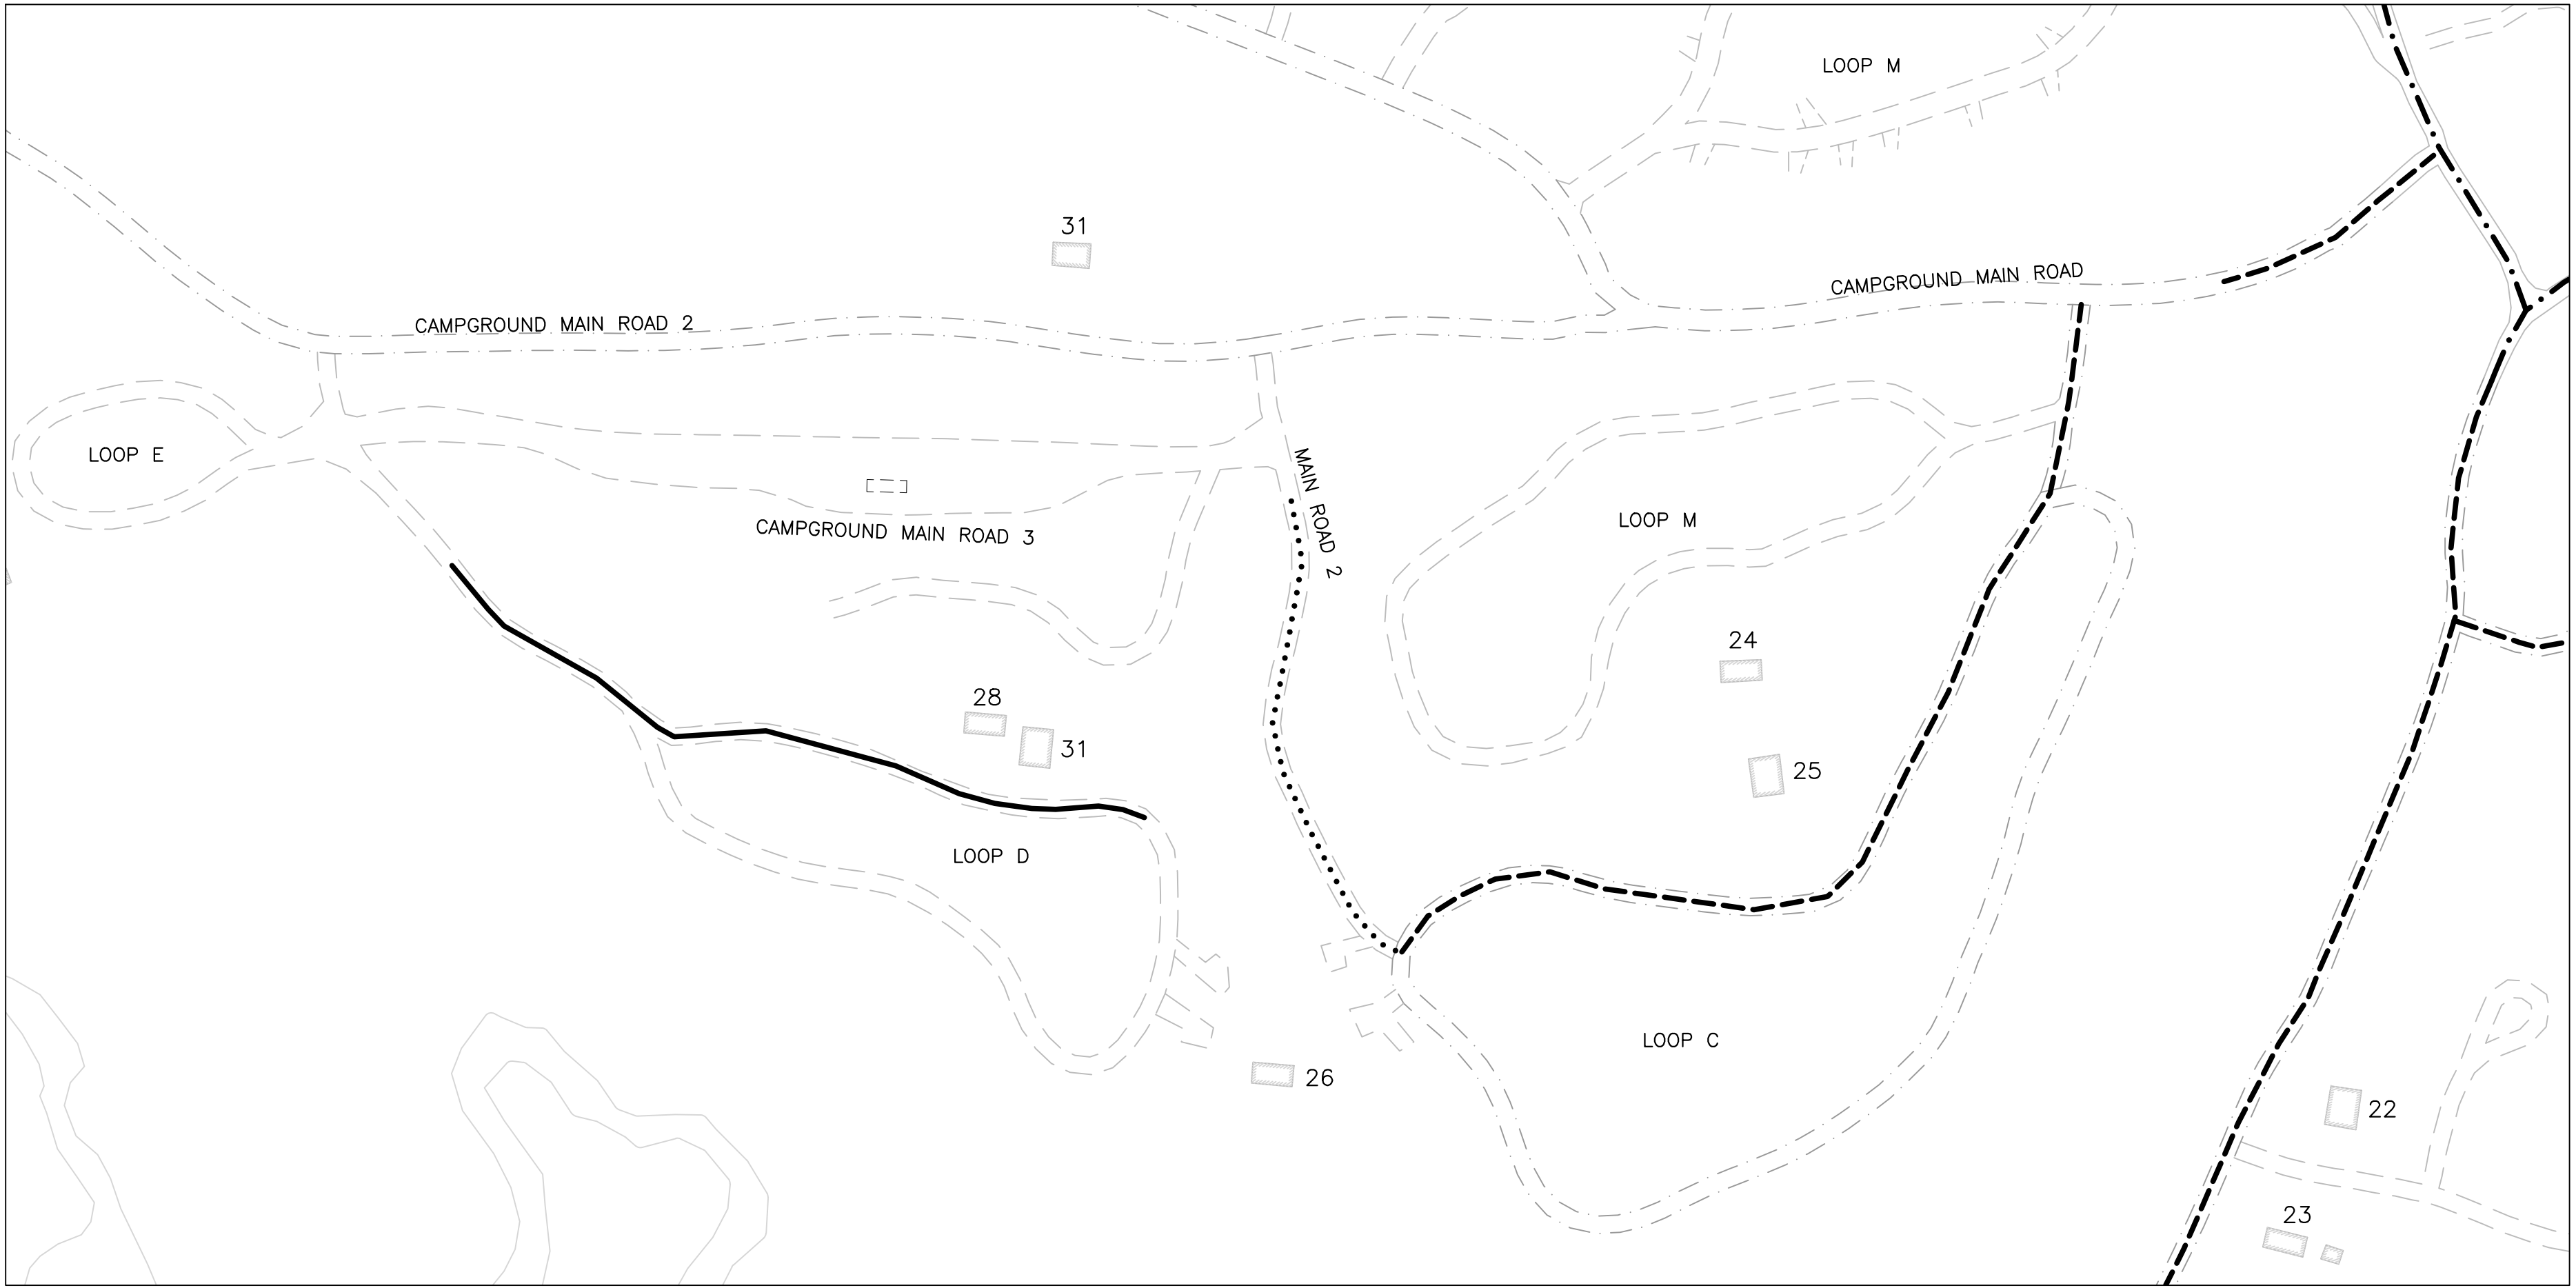 LOOP M
31
CAMPGROUND MAIN ROAD
CAMPGROUND MAIN ROAD 2
LOOP E
MAIN ROAD 2
LOOP M
CAMPGROUND MAIN ROAD 3
24
28
31
25
LOOP D
LOOP C
26
22
23